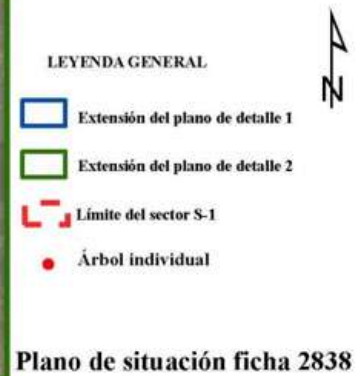 N
LEYENDA GENERAL
Extensión del plano de detalle 1
Extensión del plano de detalle 2
Límite del sector S-1
Árbol individual
Plano de situación ficha 2838